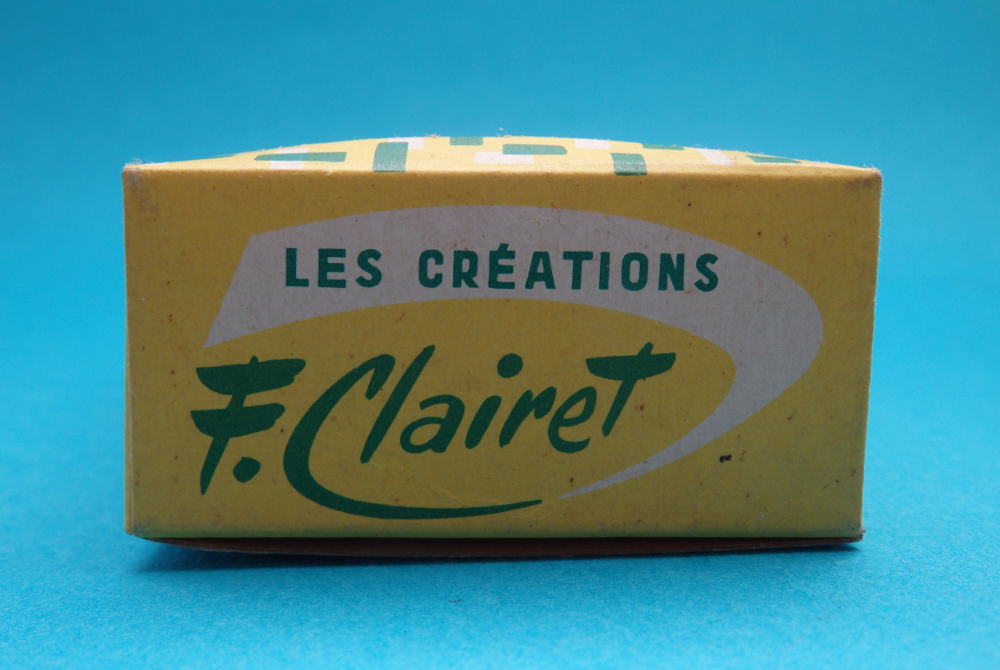 LES CRÉATIONS
F. Clairet